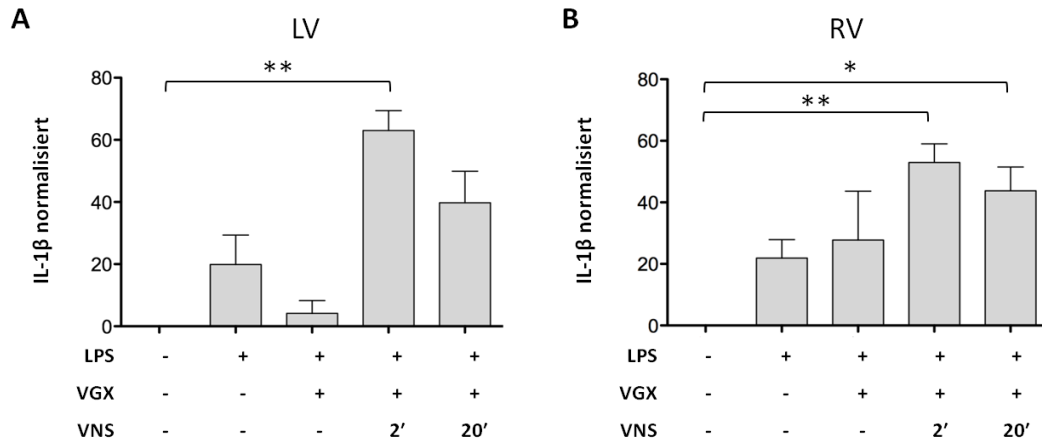 A
LV
**
80
60
40
20
0
IL-1β normalisiert
LPS - + + + +
VGX - - + + +
VNS - - - 2′ 20′
B
RV
*
**
80
60
40
20
0
IL-1β normalisiert
LPS - + + + +
VGX - - + + +
VNS - - - 2′ 20′